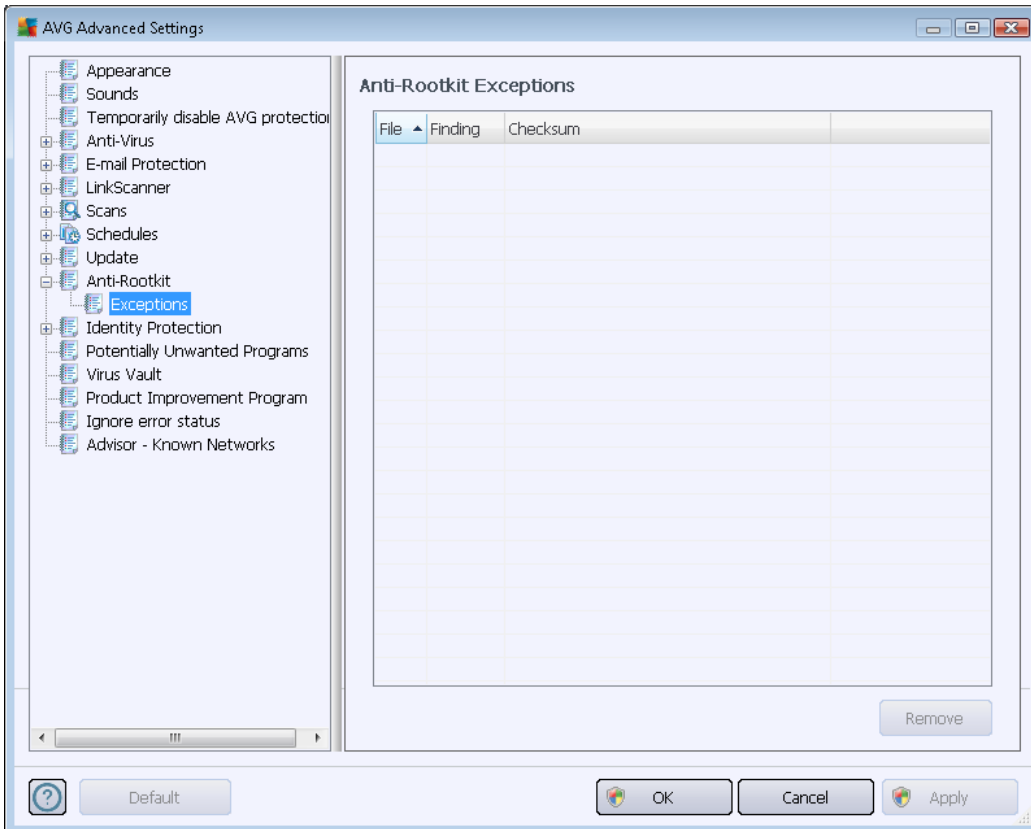 AVG Advanced Settings
Appearance
Sounds
Temporarily disable AVG protection
Anti-Virus
E-mail Protection
LinkScanner
Scans
Schedules
Update
Anti-Rootkit
Exceptions
Identity Protection
Potentially Unwanted Programs
Virus Vault
Product Improvement Program
Ignore error status
Advisor - Known Networks
Anti-Rootkit Exceptions
File Finding Checksum
Remove
Default OK Cancel Apply